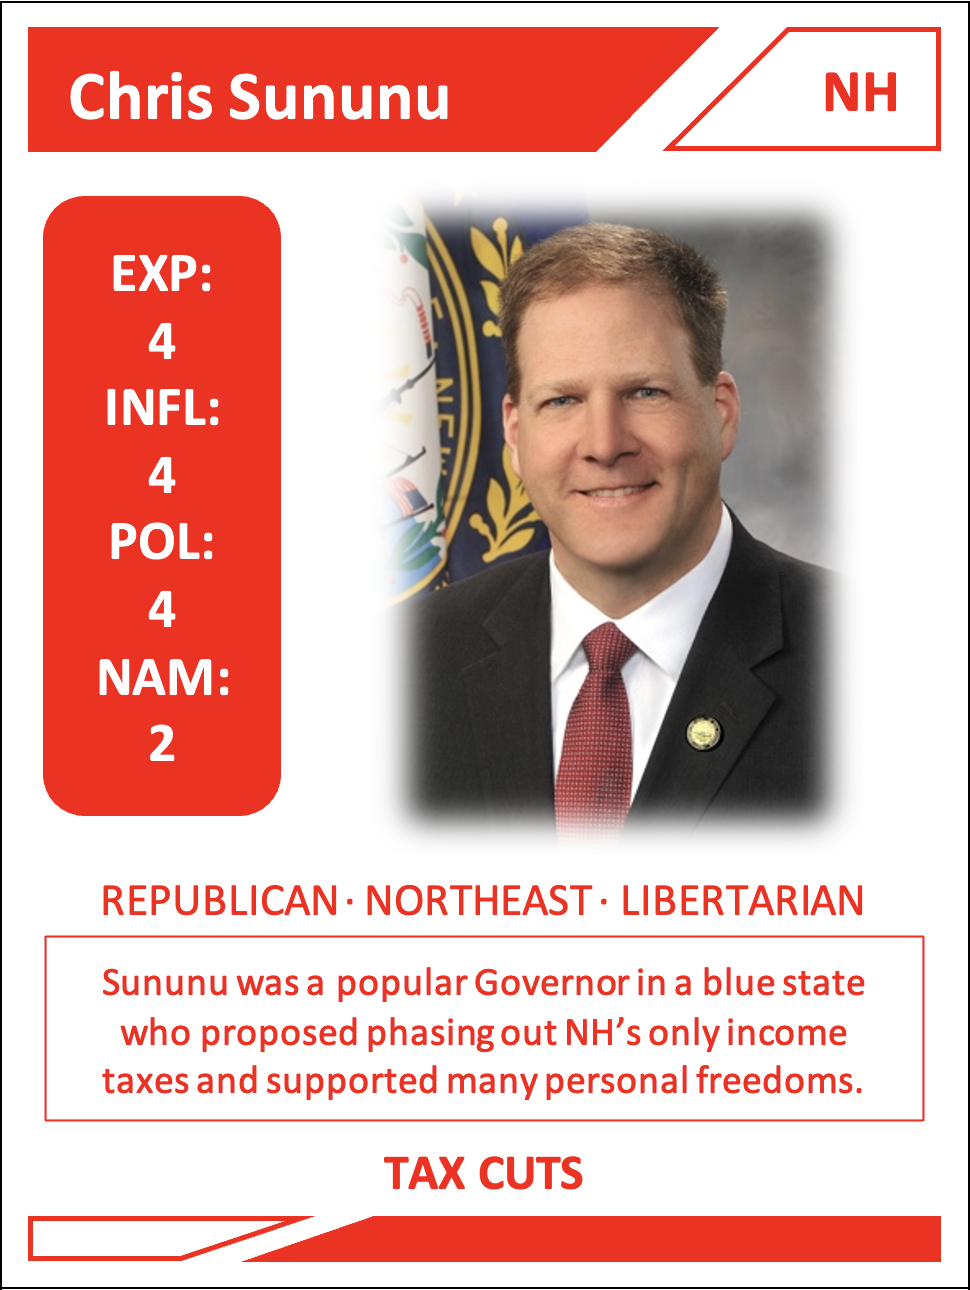 Chris Sununu
NH
EXP:
4
INFL:
4
POL:
4
NAM:
2
REPUBLICAN · NORTHEAST · LIBERTARIAN
Sununu was a popular Governor in a blue state
who proposed phasing out NH’s only income
taxes and supported many personal freedoms.
TAX CUTS